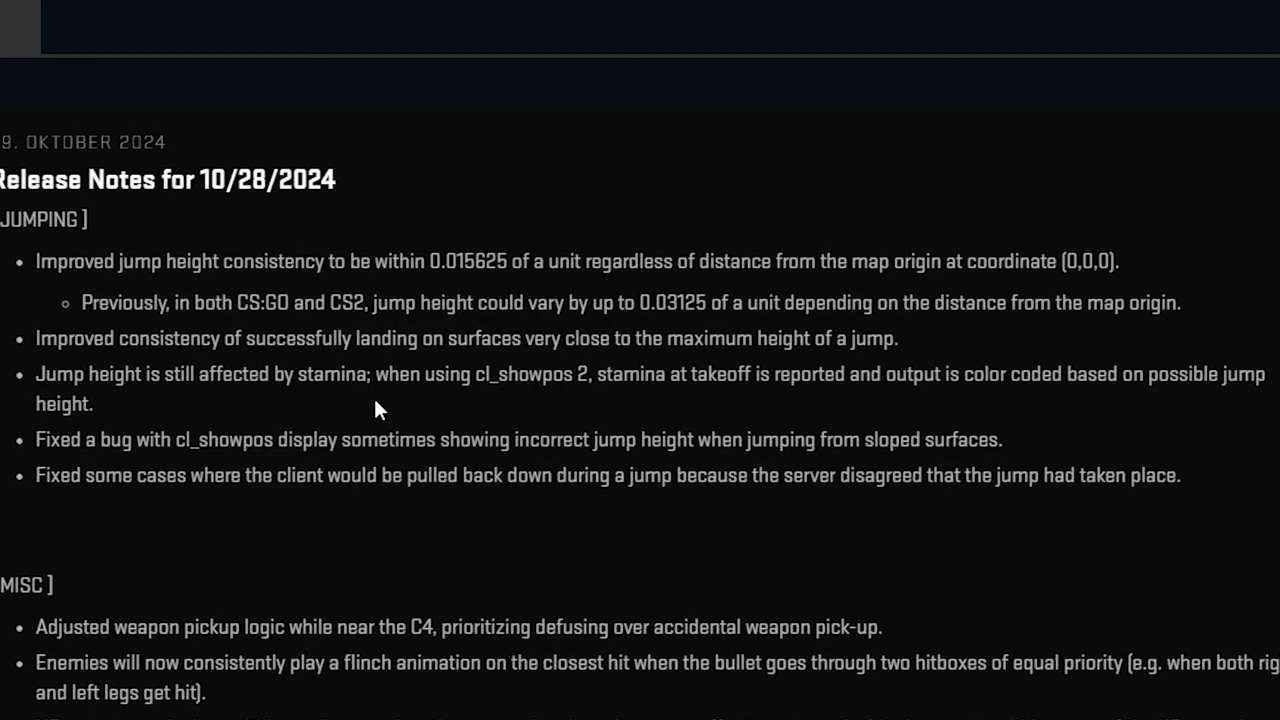 9. OKTOBER 2024
Release Notes for 10/28/2024
JUMPING ]
• Improved jump height consistency to be within 0.015625 of a unit regardless of distance from the map origin at coordinate (0,0,0).
◦ Previously, in both CS:GO and CS2, jump height could vary by up to 0.03125 of a unit depending on the distance from the map origin.
• Improved consistency of successfully landing on surfaces very close to the maximum height of a jump.
• Jump height is still affected by stamina; when using cl_showpos 2, stamina at takeoff is reported and output is color coded based on possible jump
height.
• Fixed a bug with cl_showpos display sometimes showing incorrect jump height when jumping from sloped surfaces.
• Fixed some cases where the client would be pulled back down during a jump because the server disagreed that the jump had taken place.
MISC ]
• Adjusted weapon pickup logic while near the C4, prioritizing defusing over accidental weapon pick-up.
• Enemies will now consistently play a flinch animation on the closest hit when the bullet goes through two hitboxes of equal priority (e.g. when both rig
and left legs get hit).